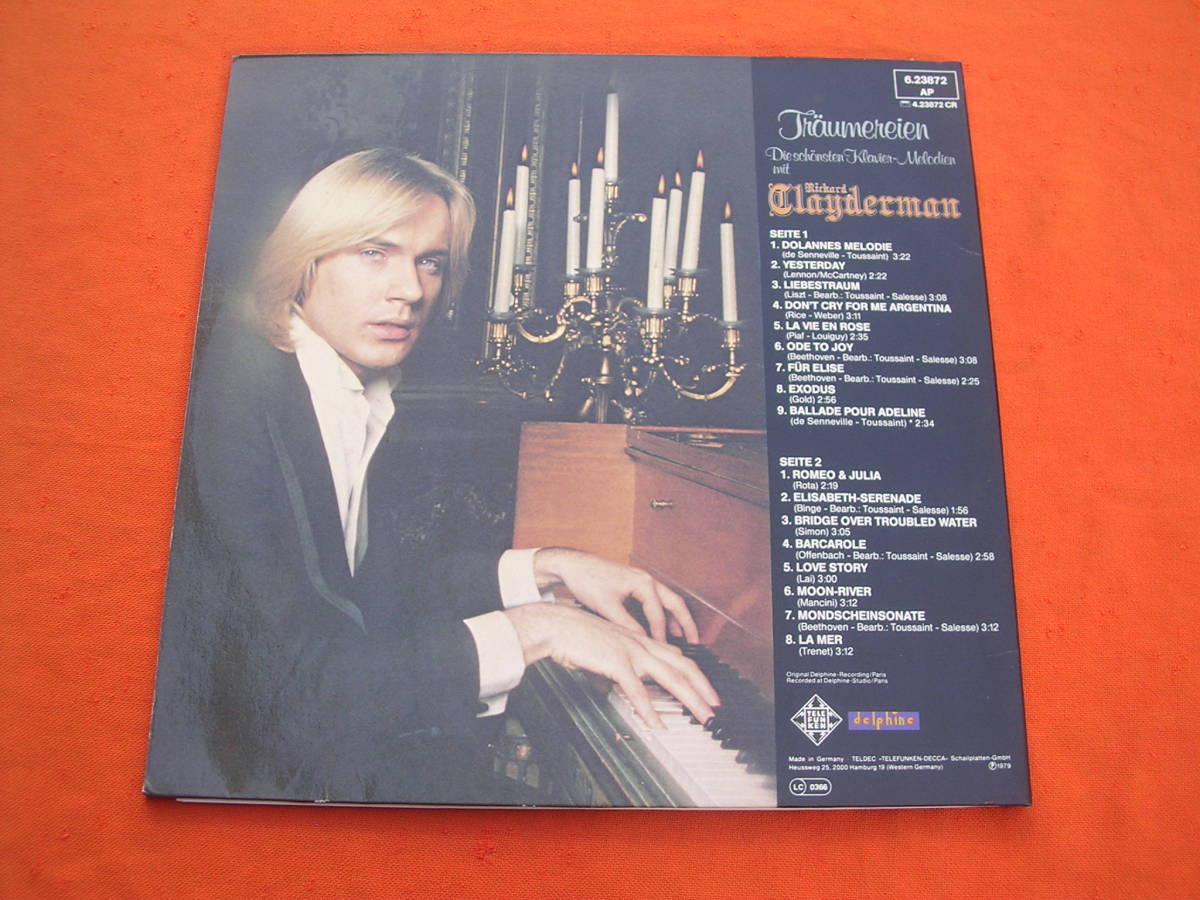 6.23872
AP
4.23872 CR
Träumereien
Die schönsten Klavier-Melodien
mit
Richard
Clayderman
SEITE 1
1. DOLANNES MELODIE
(de Senneville - Toussaint) 3:22
2. YESTERDAY
(Lennon/McCartney) 2:22
3. LIEBESTRAUM
(Liszt - Bearb.: Toussaint - Salesse) 3:08
4. DON'T CRY FOR ME ARGENTINA
(Rice - Weber) 3:11
5. LA VIE EN ROSE
(Piaf - Louiguy) 2:35
6. ODE TO JOY
(Beethoven - Bearb.: Toussaint - Salesse) 3:08
7. FÜR ELISE
(Beethoven - Bearb.: Toussaint - Salesse) 2:25
8. EXODUS
(Gold) 2:56
9. BALLADE POUR ADELINE
(de Senneville - Toussaint) * 2:34
SEITE 2
1. ROMEO & JULIA
(Rota) 2:19
2. ELISABETH-SERENADE
(Binge - Bearb.: Toussaint - Salesse) 1:56
3. BRIDGE OVER TROUBLED WATER
(Simon) 3:05
4. BARCAROLE
(Offenbach - Bearb.: Toussaint - Salesse) 2:58
5. LOVE STORY
(Lai) 3:00
6. MOON-RIVER
(Mancini) 3:12
7. MONDSCHEINSONATE
(Beethoven - Bearb.: Toussaint - Salesse) 3:12
8. LA MER
(Trenet) 3:12
Original Delphine-Recording/Paris
Recorded at Delphine-Studio/Paris
TELE
FUN
KEN
delphine
Made in Germany TELDEC »TELEFUNKEN-DECCA« Schallplatten-GmbH
Heussweg 25, 2000 Hamburg 19 (Western Germany) ℗1979
LC 0366